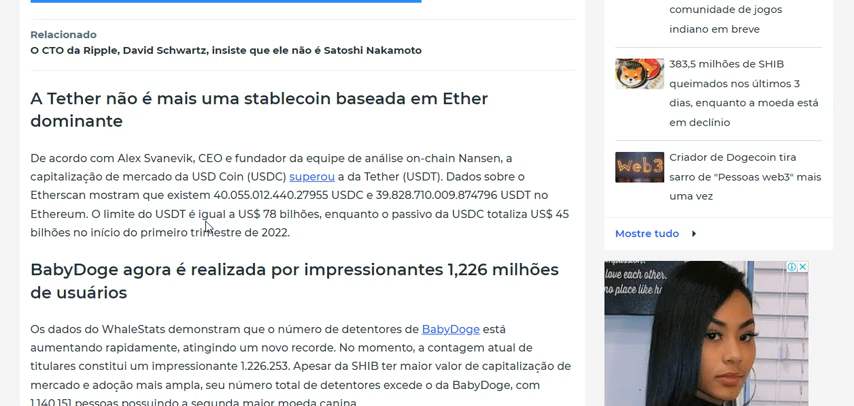 Relacionado
O CTO da Ripple, David Schwartz, insiste que ele não é Satoshi Nakamoto
A Tether não é mais uma stablecoin baseada em Ether
dominante
De acordo com Alex Svanevik, CEO e fundador da equipe de análise on-chain Nansen, a
capitalização de mercado da USD Coin (USDC) superou a da Tether (USDT). Dados sobre o
Etherscan mostram que existem 40.055.012.440.27955 USDC e 39.828.710.009.874796 USDT no
Ethereum. O limite do USDT é igual a US$ 78 bilhões, enquanto o passivo da USDC totaliza US$ 45
bilhões no início do primeiro trimestre de 2022.
BabyDoge agora é realizada por impressionantes 1,226 milhões
de usuários
Os dados do WhaleStats demonstram que o número de detentores de BabyDoge está
aumentando rapidamente, atingindo um novo recorde. No momento, a contagem atual de
titulares constitui um impressionante 1.226.253. Apesar da SHIB ter maior valor de capitalização de
mercado e adoção mais ampla, seu número total de detentores excede o da BabyDoge, com
1.140.151 pessoas possuindo a segunda maior moeda canina.
comunidade de jogos
indiano em breve
383,5 milhões de SHIB
queimados nos últimos 3
dias, enquanto a moeda está
em declínio
Web3
Criador de Dogecoin tira
sarro de "Pessoas web3" mais
uma vez
Mostre tudo
love each other.
no place like